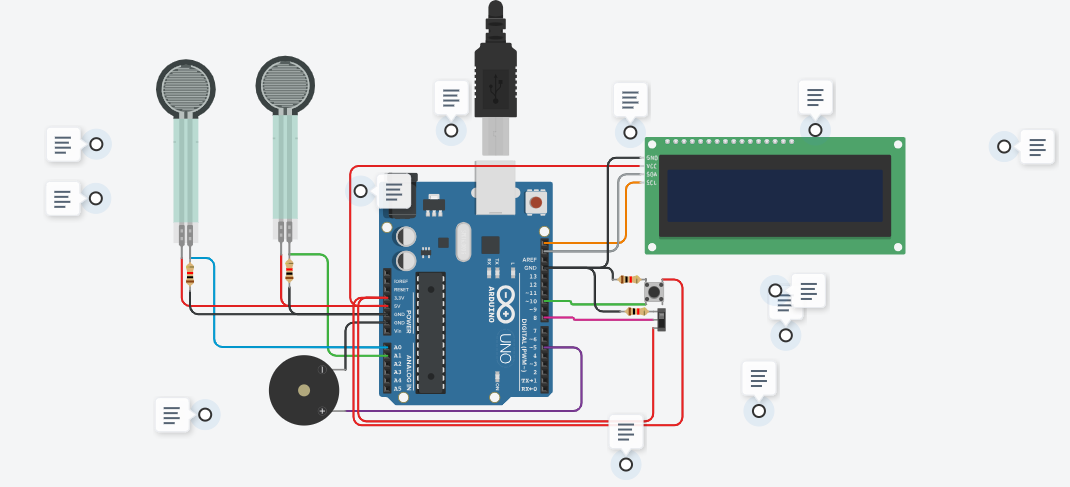 GND
VCC
SDA
SCL
AREF
GND
13
12
~11
~10
~9
8
7
~6
~5
4
~3
2
TX→1
RX←0
DIGITAL (PWM~)
IOREF
RESET
3.3V
5V
GND
GND
Vin
POWER
A0
A1
A2
A3
A4
A5
ANALOG IN
RX
TX
L
ARDUINO
UNO
ON